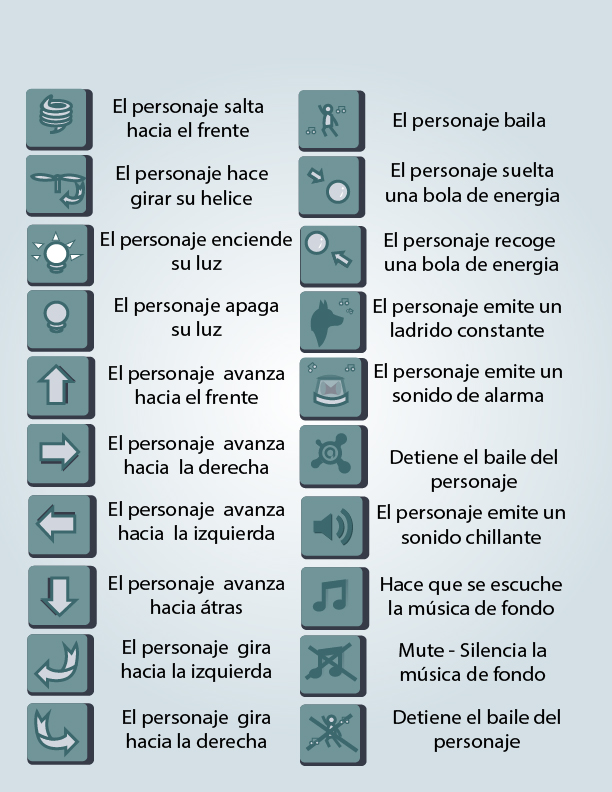 El personaje salta
hacia el frente
El personaje hace
girar su helice
El personaje enciende
su luz
El personaje apaga
su luz
El personaje avanza
hacia el frente
El personaje avanza
hacia la derecha
El personaje avanza
hacia la izquierda
El personaje avanza
hacia átras
El personaje gira
hacia la izquierda
El personaje gira
hacia la derecha
El personaje baila
El personaje suelta
una bola de energia
El personaje recoge
una bola de energia
El personaje emite un
ladrido constante
El personaje emite un
sonido de alarma
Detiene el baile del
personaje
El personaje emite un
sonido chillante
Hace que se escuche
la música de fondo
Mute - Silencia la
música de fondo
Detiene el baile del
personaje